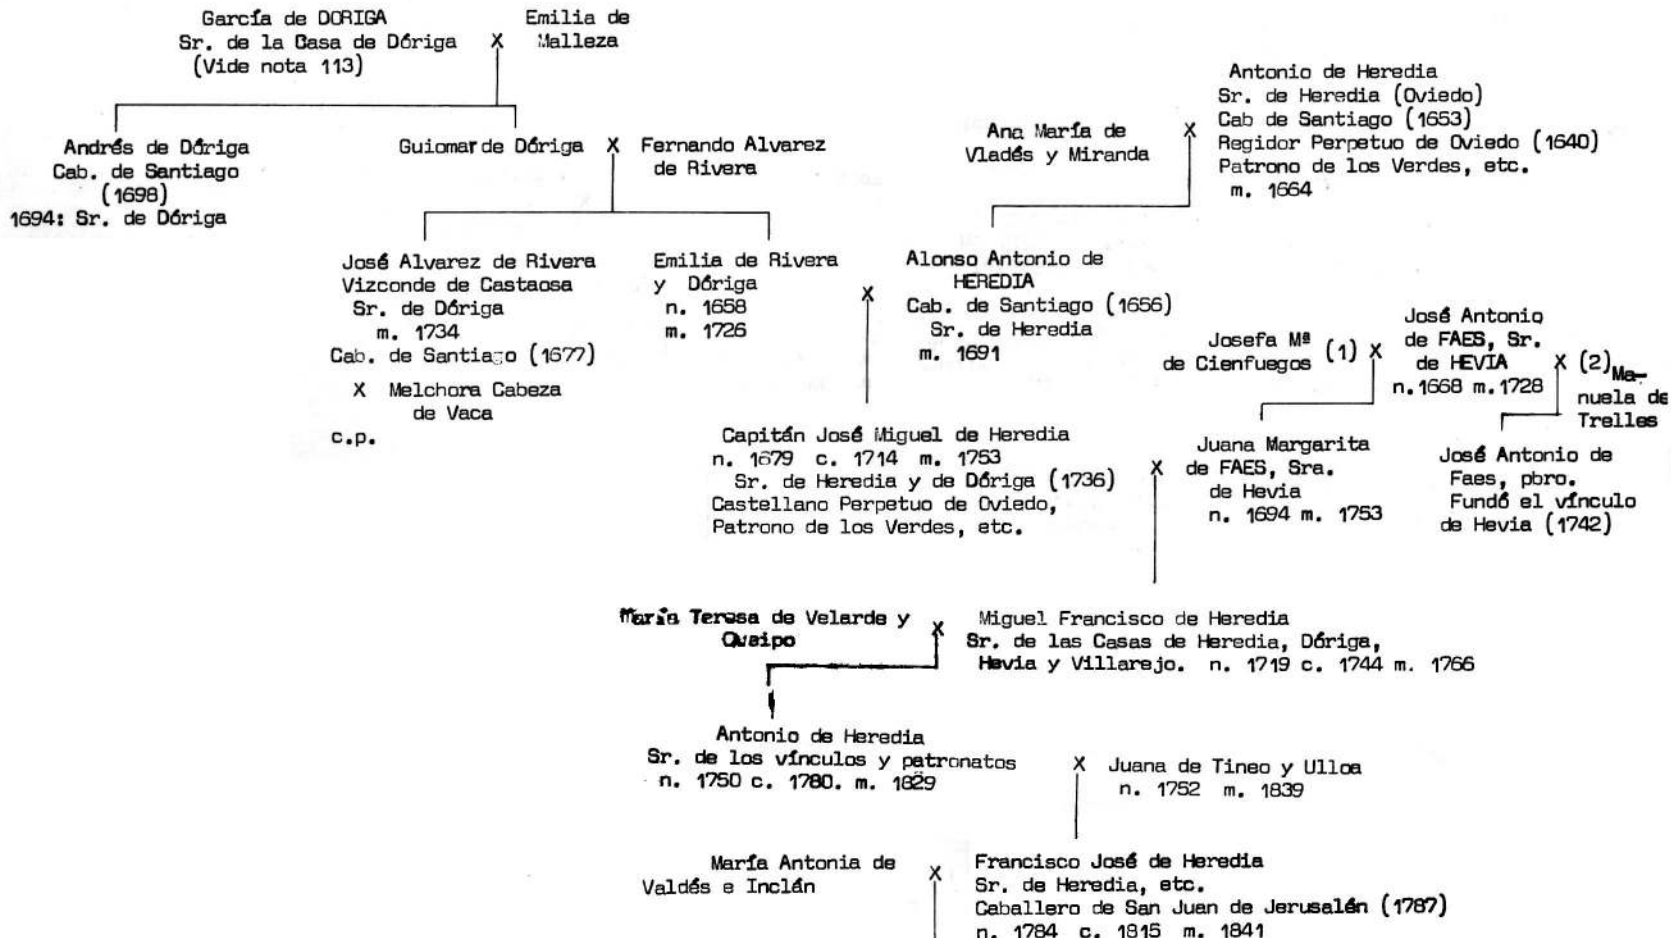 García de DORIGA
Sr. de la Casa de Dóriga
(Vide nota 113)
X
Emilia de
Malleza
Andrés de Dóriga
Cab. de Santiago
(1698)
1694: Sr. de Dóriga
Guiomar de Dóriga
X
Fernando Alvarez
de Rivera
Ana María de
Vladés y Miranda
X
Antonio de Heredia
Sr. de Heredia (Oviedo)
Cab de Santiago (1653)
Regidor Perpetuo de Oviedo (1640)
Patrono de los Verdes, etc.
m. 1664
José Alvarez de Rivera
Vizconde de Castaosa
Sr. de Dóriga
m. 1734
Cab. de Santiago (1677)
X Melchora Cabeza
de Vaca
c.p.
Emilia de Rivera
y Dóriga
n. 1658
m. 1726
X
Alonso Antonio de
HEREDIA
Cab. de Santiago (1656)
Sr. de Heredia
m. 1691
Josefa Mª
de Cienfuegos
(1) X
José Antonio
de FAES, Sr.
de HEVIA
n.1668 m.1728
X (2) Ma-
nuela de
Trelles
Capitán José Miguel de Heredia
n. 1679 c. 1714 m. 1753
Sr. de Heredia y de Dóriga (1736)
Castellano Perpetuo de Oviedo,
Patrono de los Verdes, etc.
X
Juana Margarita
de FAES, Sra.
de Hevia
n. 1694 m. 1753
José Antonio de
Faes, pbro.
Fundó el vínculo
de Hevia (1742)
María Teresa de Velarde y
Queipo
X
Miguel Francisco de Heredia
Sr. de las Casas de Heredia, Dóriga,
Hevia y Villarejo. n. 1719 c. 1744 m. 1766
Antonio de Heredia
Sr. de los vínculos y patronatos
n. 1750 c. 1780. m. 1829
X
Juana de Tineo y Ulloa
n. 1752 m. 1839
María Antonia de
Valdés e Inclán
X
Francisco José de Heredia
Sr. de Heredia, etc.
Caballero de San Juan de Jerusalén (1787)
n. 1784 c. 1815 m. 1841